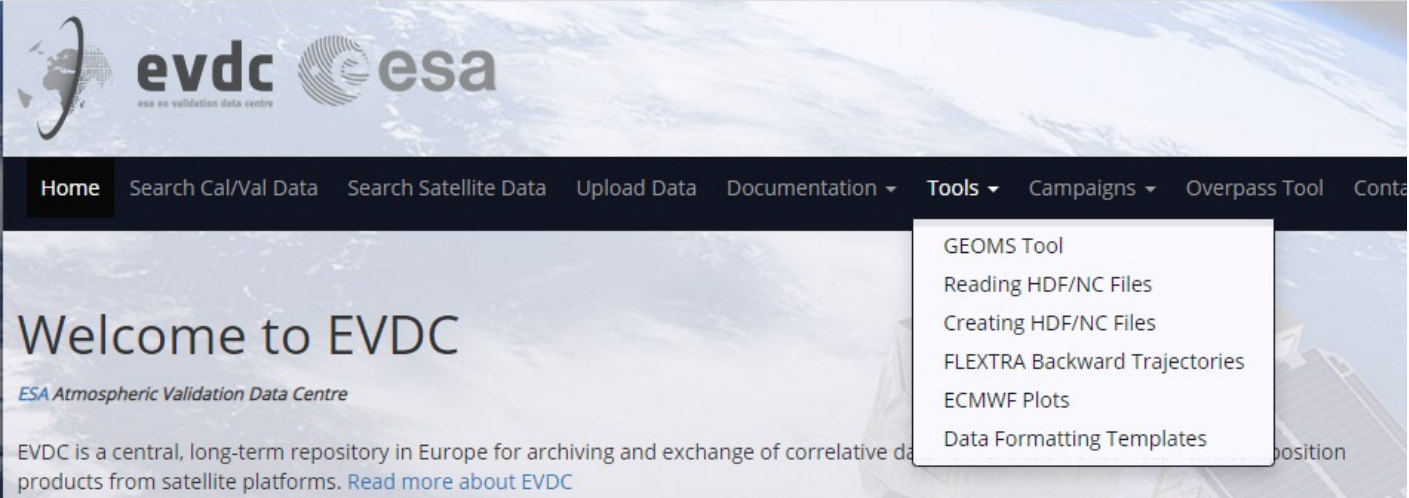 evdc esa
esa eo validation data centre
Home Search Cal/Val Data Search Satellite Data Upload Data Documentation Tools Campaigns Overpass Tool Conta
GEOMS Tool
Reading HDF/NC Files
Creating HDF/NC Files
FLEXTRA Backward Trajectories
ECMWF Plots
Data Formatting Templates
Welcome to EVDC
ESA Atmospheric Validation Data Centre
EVDC is a central, long-term repository in Europe for archiving and exchange of correlative da position
products from satellite platforms. Read more about EVDC